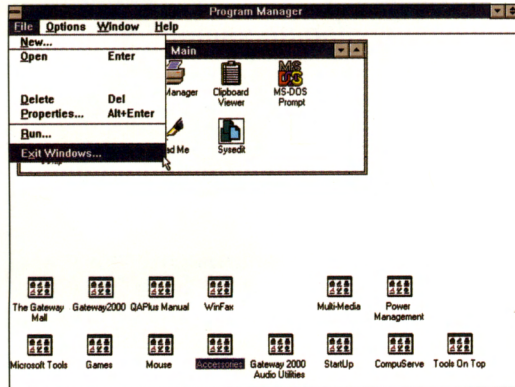 Program Manager
File Options Window Help
New...
Open Enter
Delete Del
Properties... Alt+Enter
Run...
Exit Windows...
Main
Manager
Clipboard
Viewer
MS-DOS
Prompt
Me
Sysedit
The Gateway
Mall
Gateway2000
QAPlus Manual
WinFax
Multi-Media
Power
Management
Microsoft Tools
Games
Mouse
Accessories
Gateway 2000
Audio Utilities
StartUp
CompuServe
Tools On Top